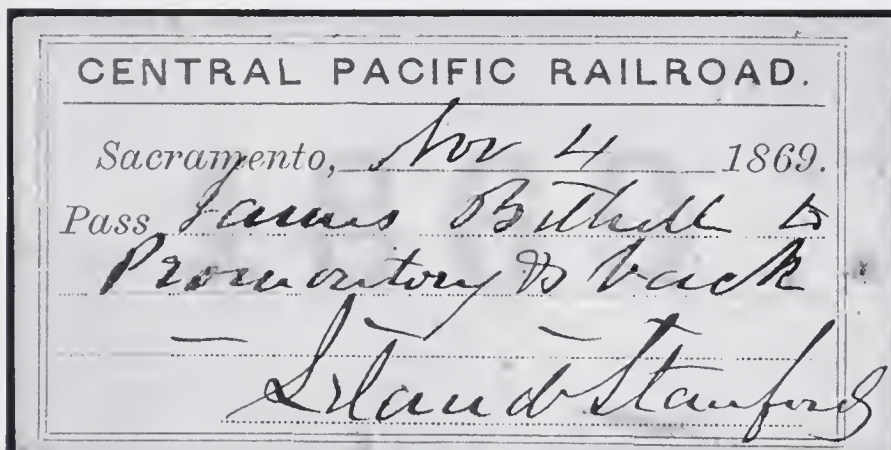 CENTRAL PACIFIC RAILROAD.
Sacramento, Nov 4 1869.
Pass James Bithell to
Promontory & back
Leland Stanford